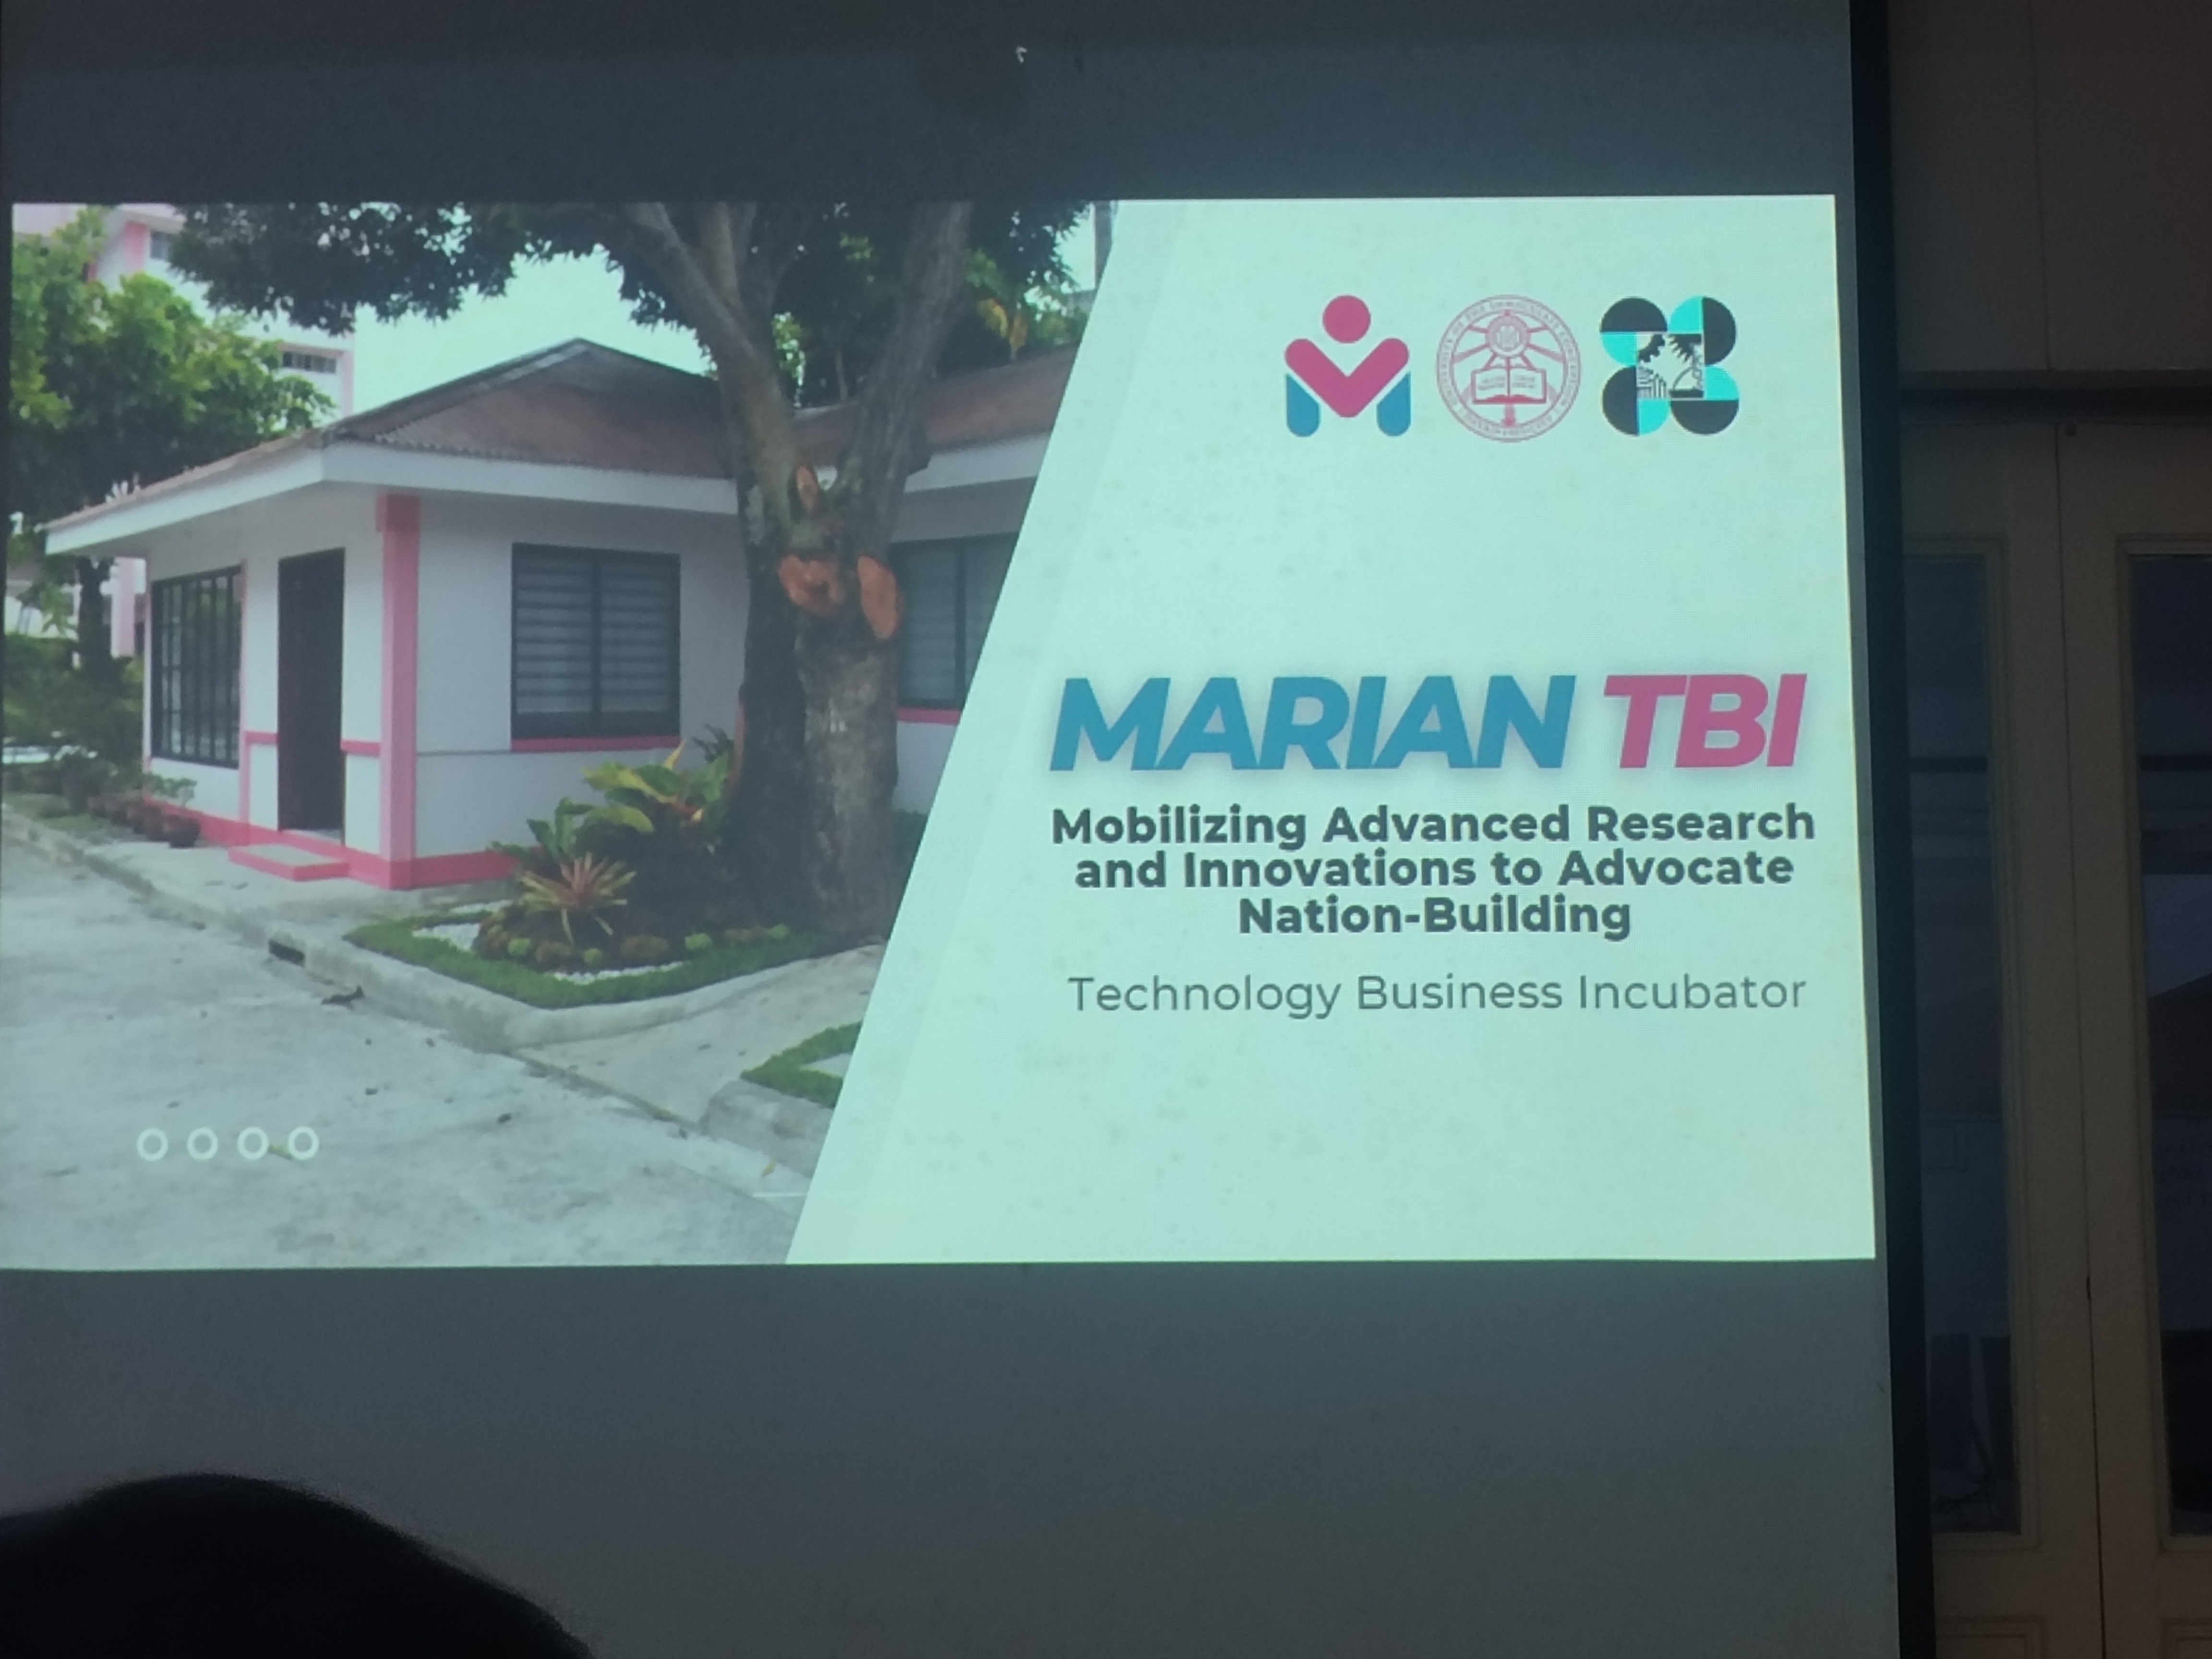 MARIAN TBI
Mobilizing Advanced Research
and Innovations to Advocate
Nation-Building
Technology Business Incubator